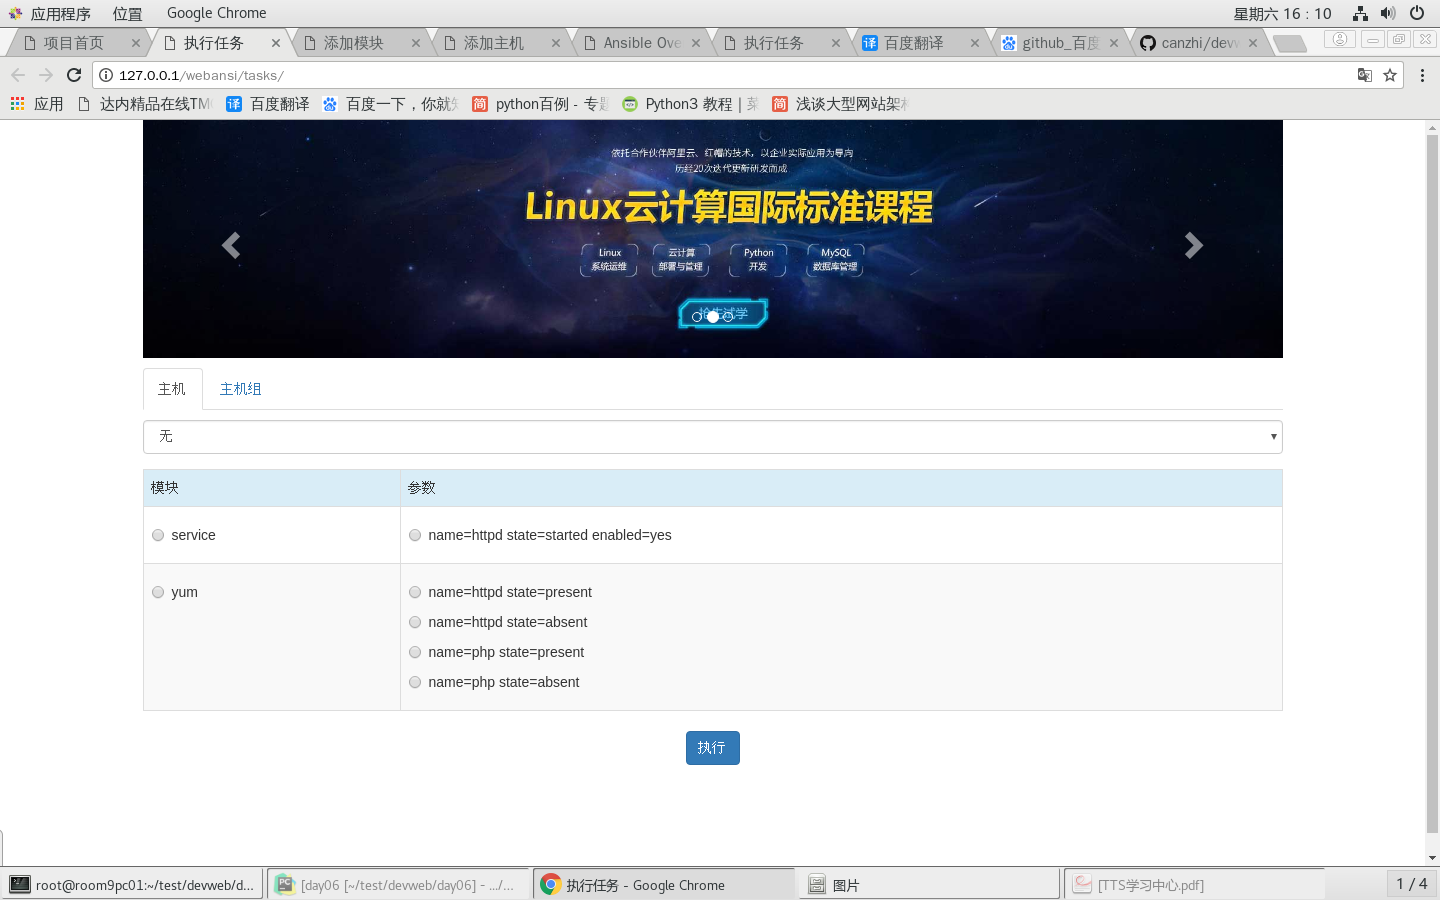 应用程序 位置 Google Chrome 星期六 16 : 10
项目首页 执行任务 添加模块 添加主机 Ansible Ove 执行任务 百度翻译 github_百度 canzhi/devw
127.0.0.1/webansi/tasks/
应用 达内精品在线TM 百度翻译 百度一下，你就知 python百例 - 专题 Python3 教程 | 菜 浅谈大型网站架构
依托合作伙伴阿里云、红帽的技术，以企业实际应用为导向
历经20次迭代更新研发而成
Linux云计算国际标准课程
Linux 云计算 Python MySQL
系统运维 部署与管理 开发 数据库管理
抢先试学
主机 主机组
无
模块 参数
service name=httpd state=started enabled=yes
yum name=httpd state=present
name=httpd state=absent
name=php state=present
name=php state=absent
执行
root@room9pc01:~/test/devweb/d... [day06 [~/test/devweb/day06] - .../... 执行任务 - Google Chrome 图片 [TTS学习中心.pdf] 1 / 4